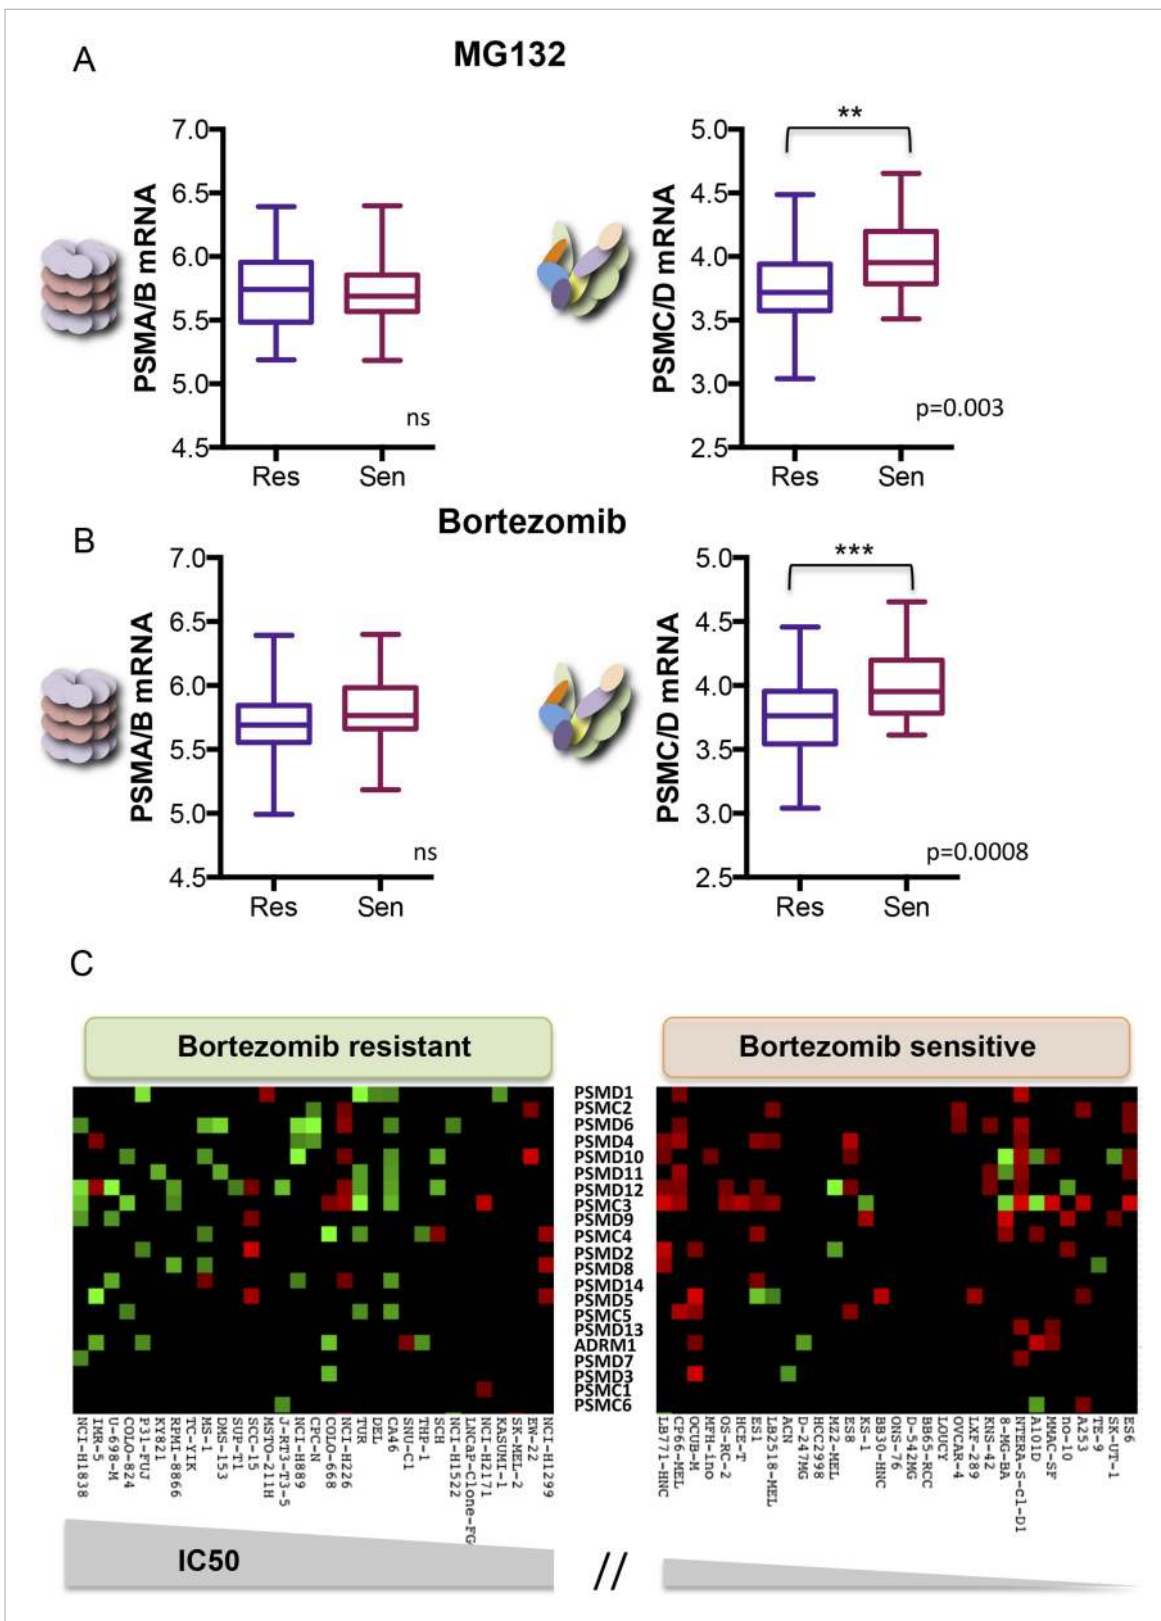 A
MG132
PSMA/B mRNA
7.0
6.5
6.0
5.5
5.0
4.5
ns
Res
Sen
PSMC/D mRNA
5.0
4.5
4.0
3.5
3.0
2.5
**
p=0.003
Res
Sen
B
Bortezomib
PSMA/B mRNA
7.0
6.5
6.0
5.5
5.0
4.5
ns
Res
Sen
PSMC/D mRNA
5.0
4.5
4.0
3.5
3.0
2.5
***
p=0.0008
Res
Sen
C
Bortezomib resistant
Bortezomib sensitive
PSMD1
PSMC2
PSMD6
PSMD4
PSMD10
PSMD11
PSMD12
PSMC3
PSMD9
PSMC4
PSMD2
PSMD8
PSMD14
PSMD5
PSMC5
PSMD13
ADRM1
PSMD7
PSMD3
PSMC1
PSMC6
NCI-H1838
IMR-5
U-698-M
COLO-824
P31-FUJ
KY821
RPMI-8866
TC-YIK
MS-1
DMS-153
SUP-T1
SCC-15
MSTO-211H
J-RT3-T3-5
NCI-H889
CPC-N
COLO-668
NCI-H226
TUR
DEL
CA46
SNU-C1
THP-1
SCH
NCI-H1522
LNCaP-Clone-FG
NCI-H2171
KASUMI-1
SK-MEL-2
EW-22
NCI-H1299
LB771-HNC
CP66-MEL
OCUB-M
MFH-ino
OS-RC-2
HCE-T
ES1
LB2518-MEL
ACN
D-247MG
HCC2998
MZ2-MEL
ES8
KS-1
BB30-HNC
ONS-76
D-542MG
BB65-RCC
LOUCY
OVCAR-4
LXF-289
KNS-42
8-MG-BA
NTERA-S-cl-D1
A101D
MMAC-SF
no-10
A253
TE-9
SK-UT-1
ES6
IC50
//